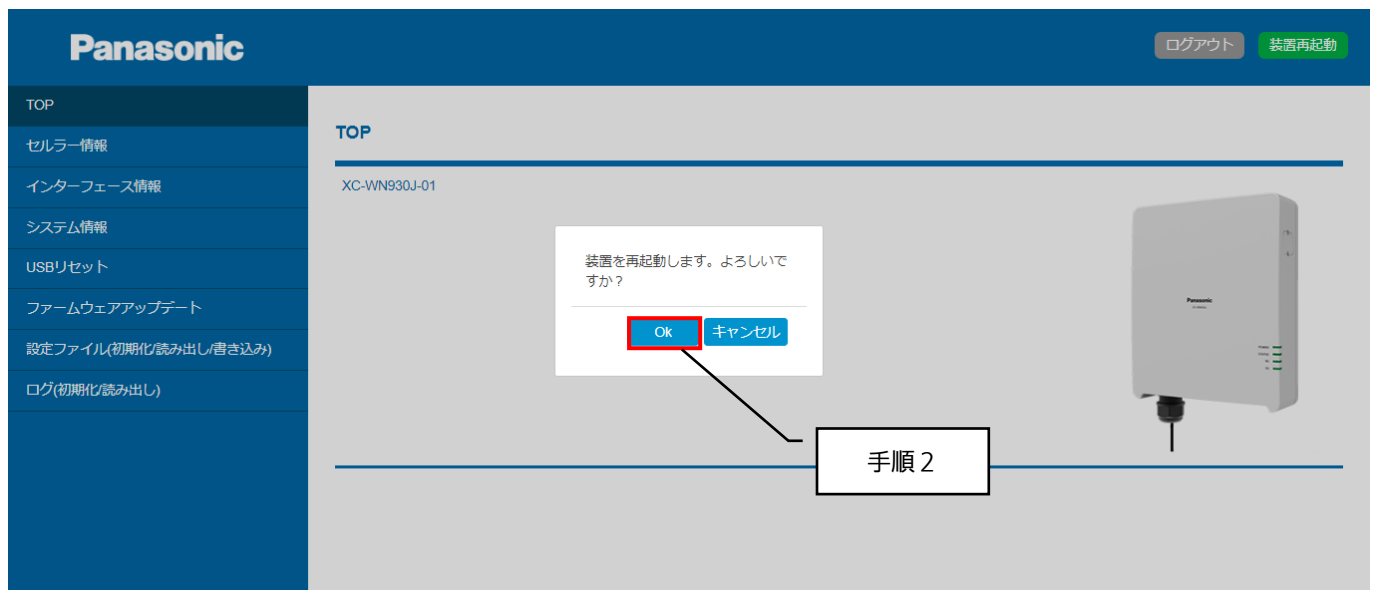 Panasonic
ログアウト
装置再起動
TOP
セルラー情報
インターフェース情報
システム情報
USBリセット
ファームウェアアップデート
設定ファイル(初期化/読み出し/書き込み)
ログ(初期化/読み出し)
TOP
XC-WN930J-01
装置を再起動します。よろしいで
すか？
Ok
キャンセル
手順２
Panasonic